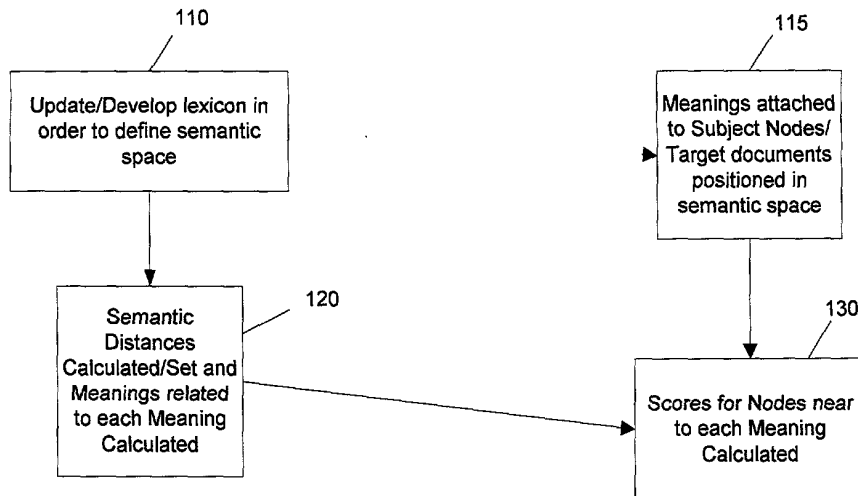 110
Update/Develop lexicon in
order to define semantic
space
115
Meanings attached
to Subject Nodes/
Target documents
positioned in
semantic space
120
Semantic
Distances
Calculated/Set and
Meanings related
to each Meaning
Calculated
130
Scores for Nodes near
to each Meaning
Calculated